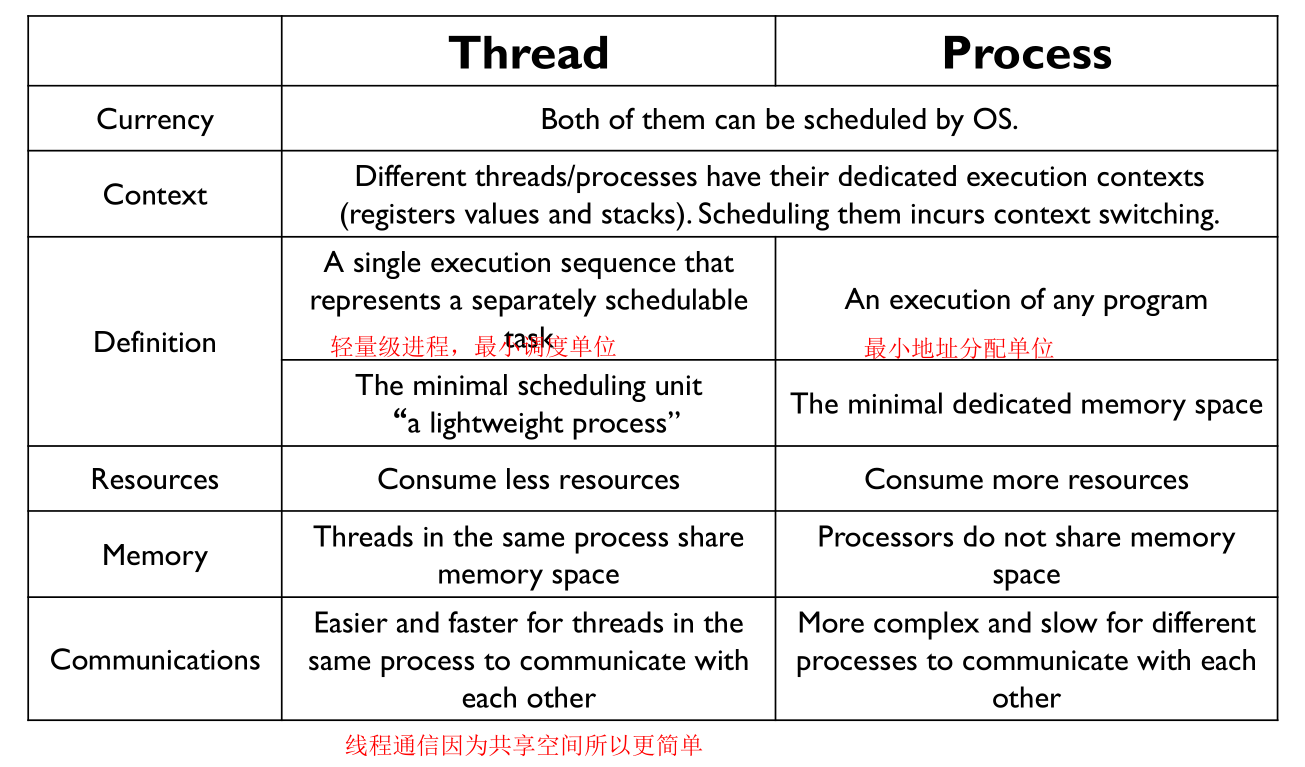 Thread
Process
Currency
Both of them can be scheduled by OS.
Context
Different threads/processes have their dedicated execution contexts
(registers values and stacks). Scheduling them incurs context switching.
Definition
A single execution sequence that
represents a separately schedulable
task
轻量级进程，最小调度单位
An execution of any program
最小地址分配单位
The minimal scheduling unit
“a lightweight process”
The minimal dedicated memory space
Resources
Consume less resources
Consume more resources
Memory
Threads in the same process share
memory space
Processors do not share memory
space
Communications
Easier and faster for threads in the
same process to communicate with
each other
More complex and slow for different
processes to communicate with each
other
线程通信因为共享空间所以更简单